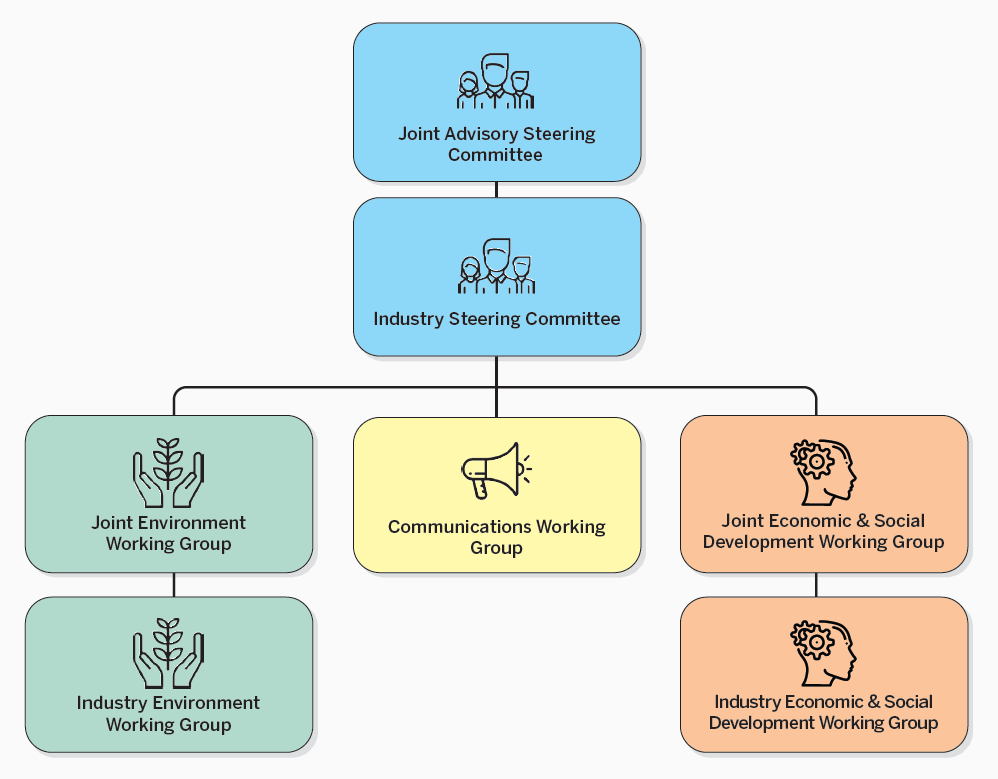 Joint Advisory Steering
Committee
Industry Steering Committee
Joint Environment
Working Group
Communications Working
Group
Joint Economic & Social
Development Working Group
Industry Environment
Working Group
Industry Economic & Social
Development Working Group